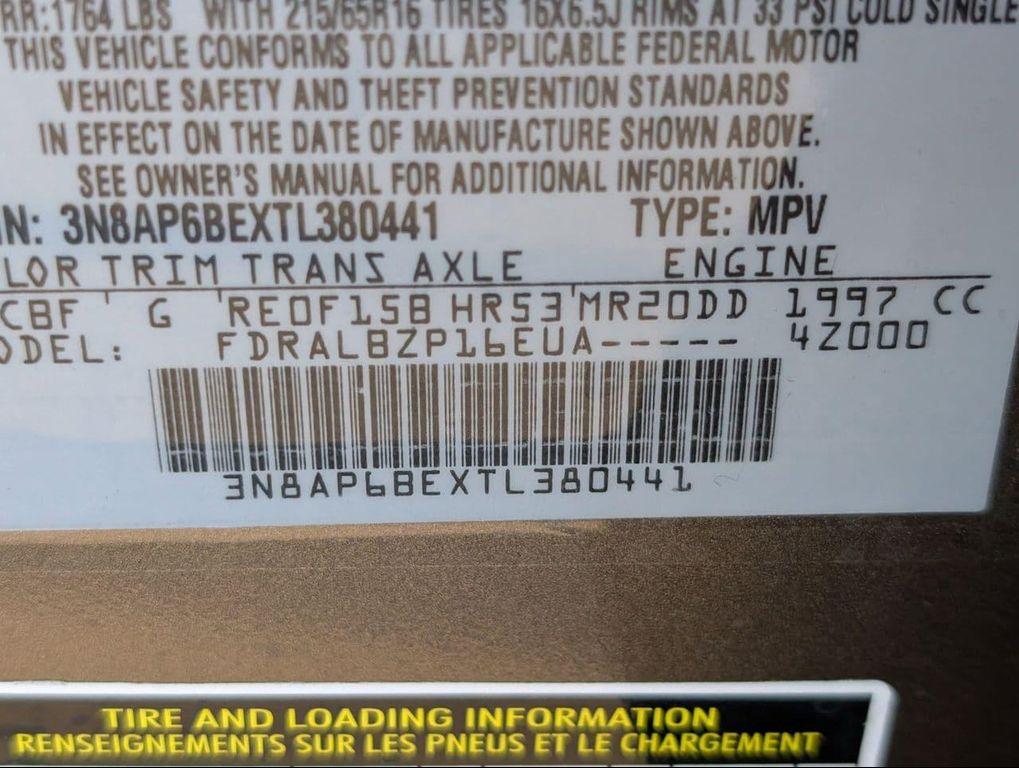 RR:1764 LBS WITH 215/65R16 TIRES 16X6.5J RIMS AT 33 PSI COLD SINGLE
THIS VEHICLE CONFORMS TO ALL APPLICABLE FEDERAL MOTOR
VEHICLE SAFETY AND THEFT PREVENTION STANDARDS
IN EFFECT ON THE DATE OF MANUFACTURE SHOWN ABOVE.
SEE OWNER'S MANUAL FOR ADDITIONAL INFORMATION.
IN: 3N8AP6BEXTL380441 TYPE: MPV
LOR TRIM TRANS AXLE ENGINE
CBF ' G ' RE0F15B HR53 ' MR20DD 1997 CC
ODEL: FDRALBZP16EUA----- 4Z000
3N8AP6BEXTL380441
TIRE AND LOADING INFORMATION
RENSEIGNEMENTS SUR LES PNEUS ET LE CHARGEMENT